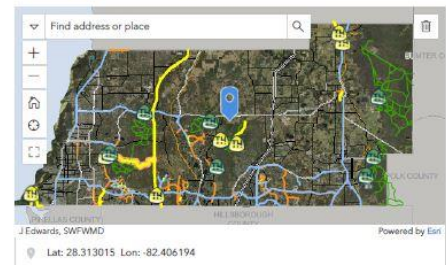 Find address or place
SUMTER C
POLK COUNTY
PINELLAS COUNTY
HILLSBOROUGH
COUNTY
J Edwards, SWFWMD
Powered by Esri
Lat: 28.313015 Lon: -82.406194